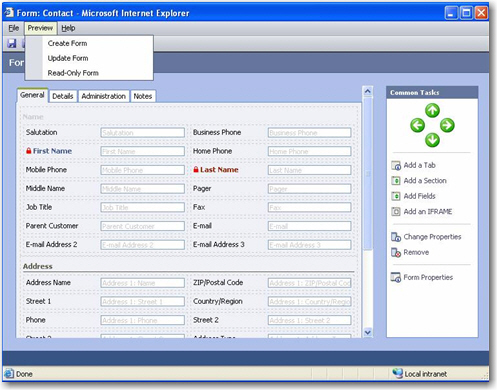 Form: Contact - Microsoft Internet Explorer
File Preview Help
Create Form
Update Form
Read-Only Form
For
General Details Administration Notes
Common Tasks
Name
Salutation Salutation Business Phone Business Phone
First Name First Name Home Phone Home Phone
Mobile Phone Mobile Phone Last Name Last Name
Middle Name Middle Name Pager Pager
Job Title Job Title Fax Fax
Parent Customer Parent Customer E-mail E-mail
E-mail Address 2 E-mail Address 2 E-mail Address 3 E-mail Address 3
Address
Address Name Address 1: Name ZIP/Postal Code Address 1: ZIP/Postal Cod
Street 1 Address 1: Street 1 Country/Region Address 1: Country/Region
Phone Address 1: Phone Street 2 Address 1: Street 2
Street 3 Address 1: Street 3 Address Type
Add a Tab
Add a Section
Add Fields
Add an IFRAME
Change Properties
Remove
Form Properties
Done Local intranet